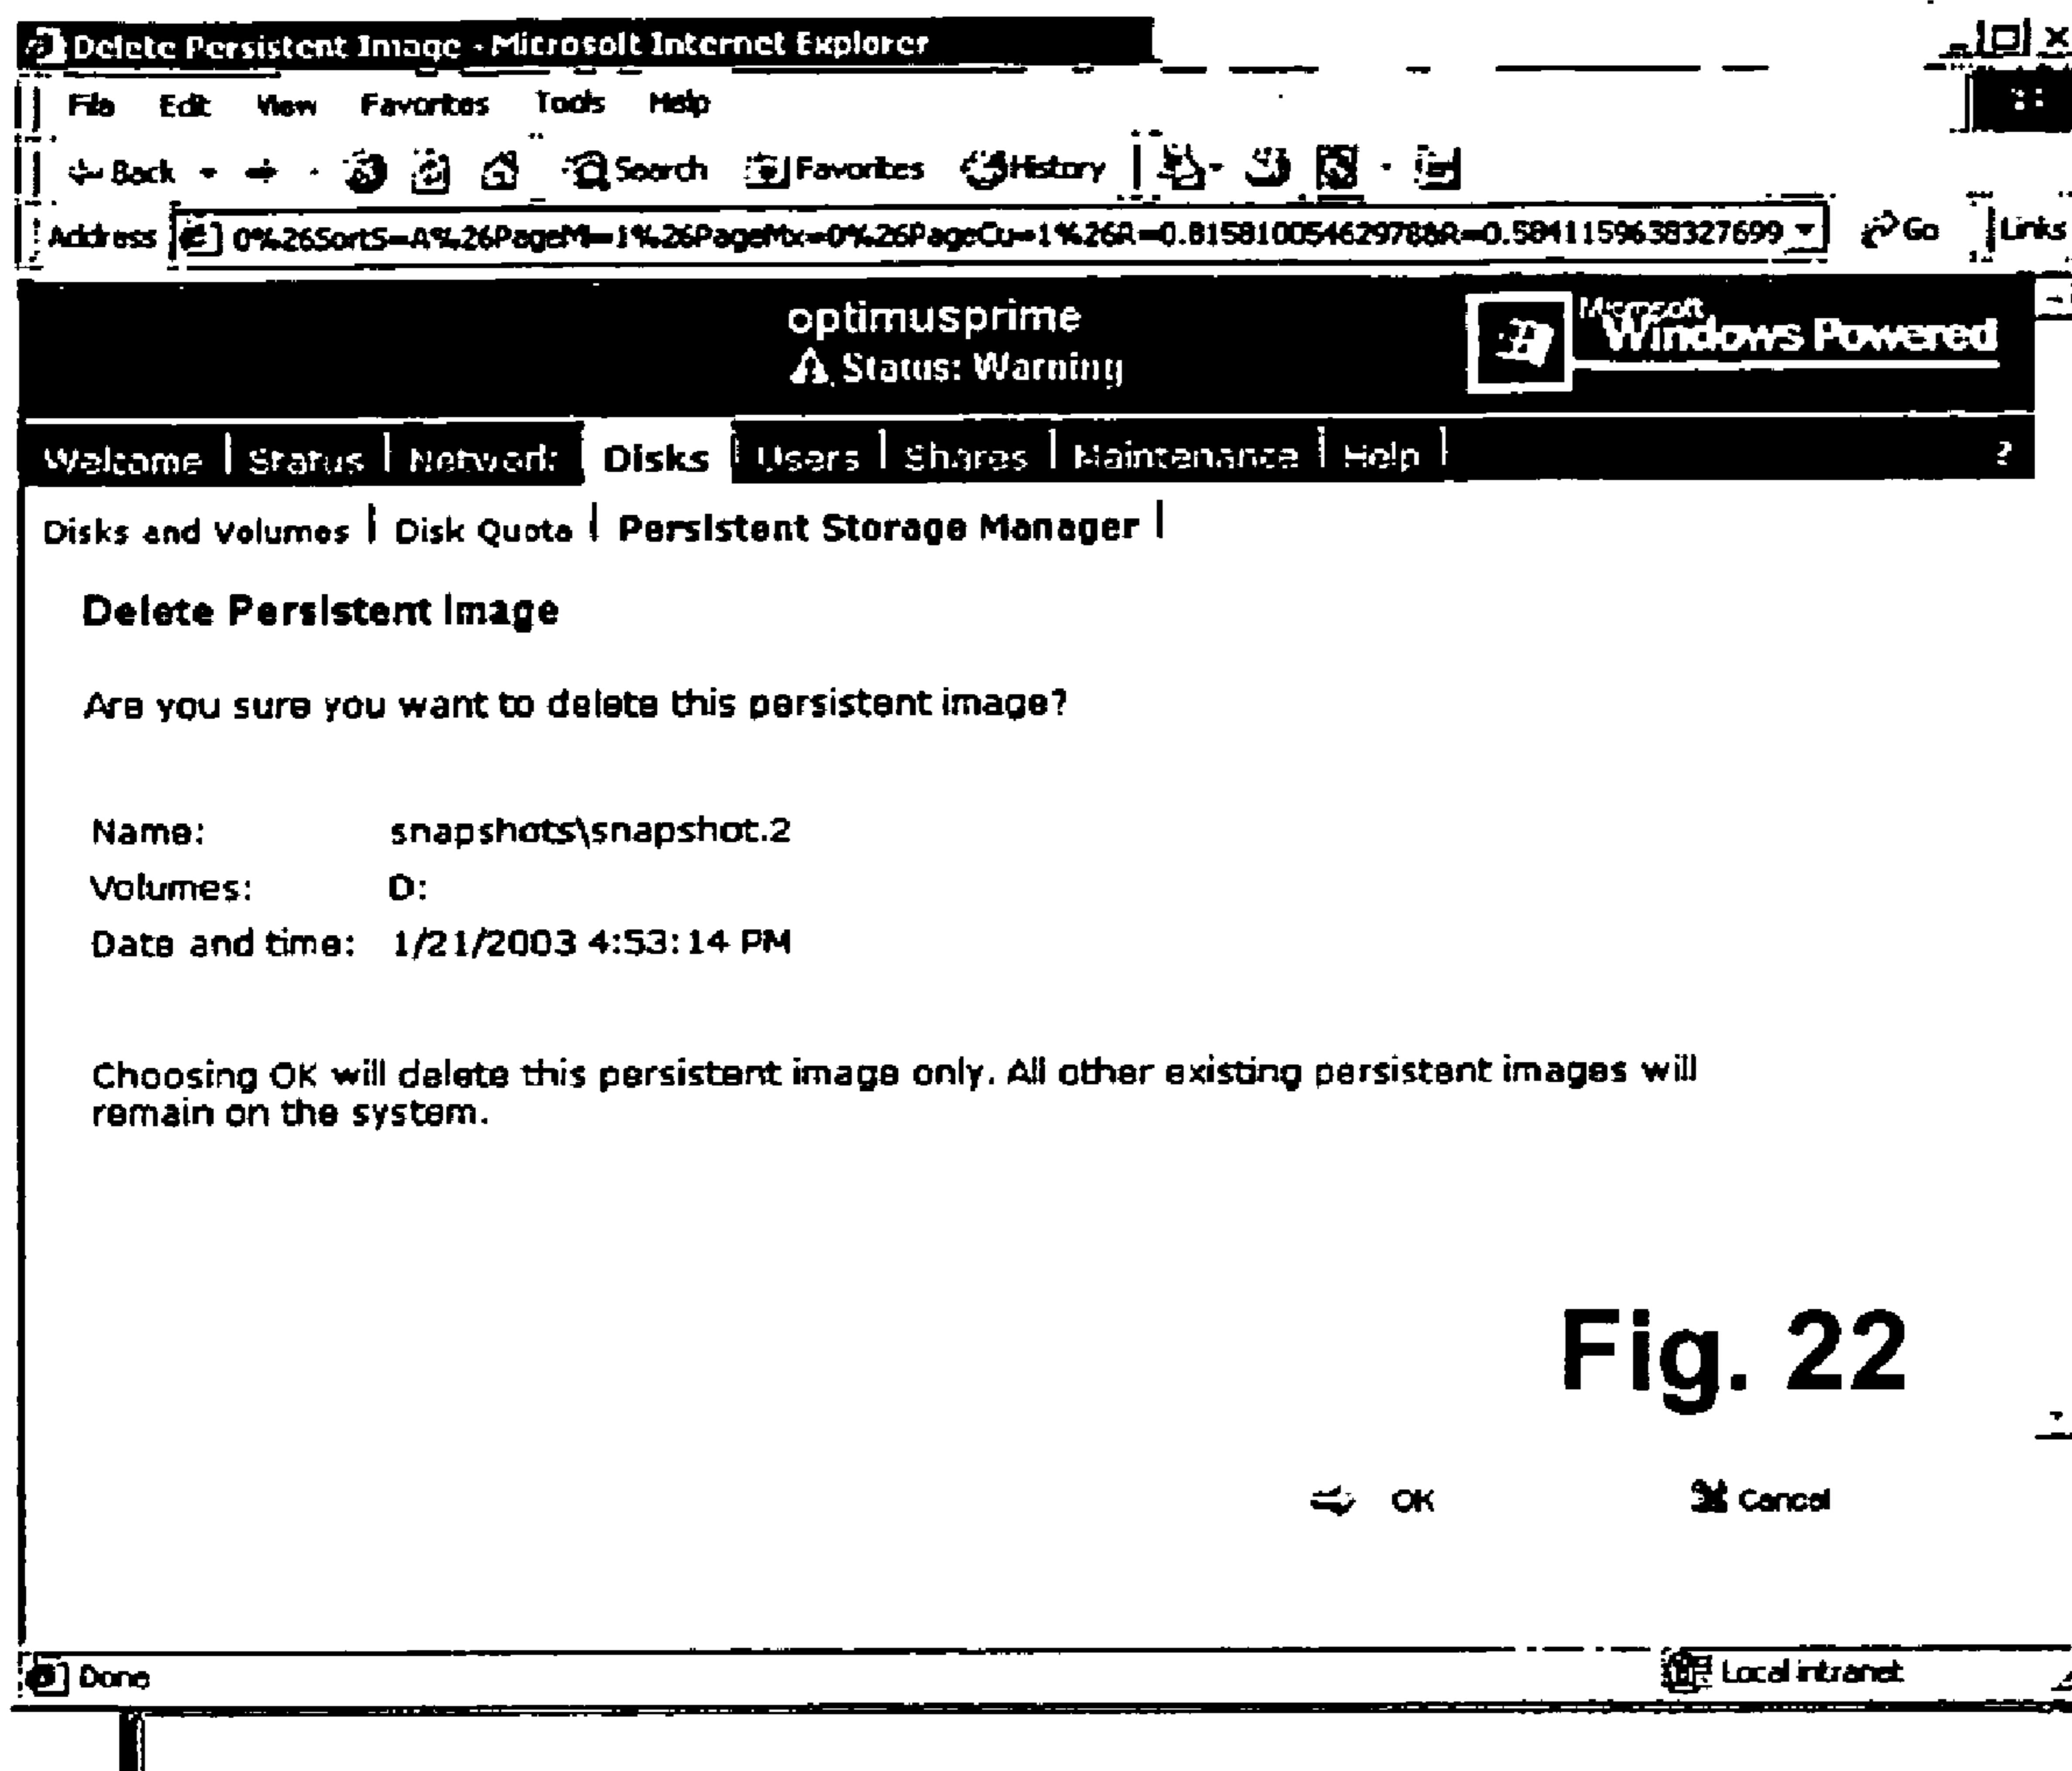 Delete Persistent Image - Microsoft Internet Explorer
File Edit View Favorites Tools Help
Back Search Favorites History
Address 0%26SortS=A%26PageM=1%26PageMx=0%26PageCu=1%26R=0.815810054629788R=0.5841159638327699 Go Links
optimusprime
Microsoft
Windows Powered
Status: Warning
Welcome | Status | Network | Disks | Users | Shares | Maintenance | Help | ?
Disks and Volumes | Disk Quota | Persistent Storage Manager |
Delete Persistent Image
Are you sure you want to delete this persistent image?
Name: snapshots\snapshot.2
Volumes: D:
Date and time: 1/21/2003 4:53:14 PM
Choosing OK will delete this persistent image only. All other existing persistent images will
remain on the system.
Fig. 22
OK Cancel
Done Local intranet